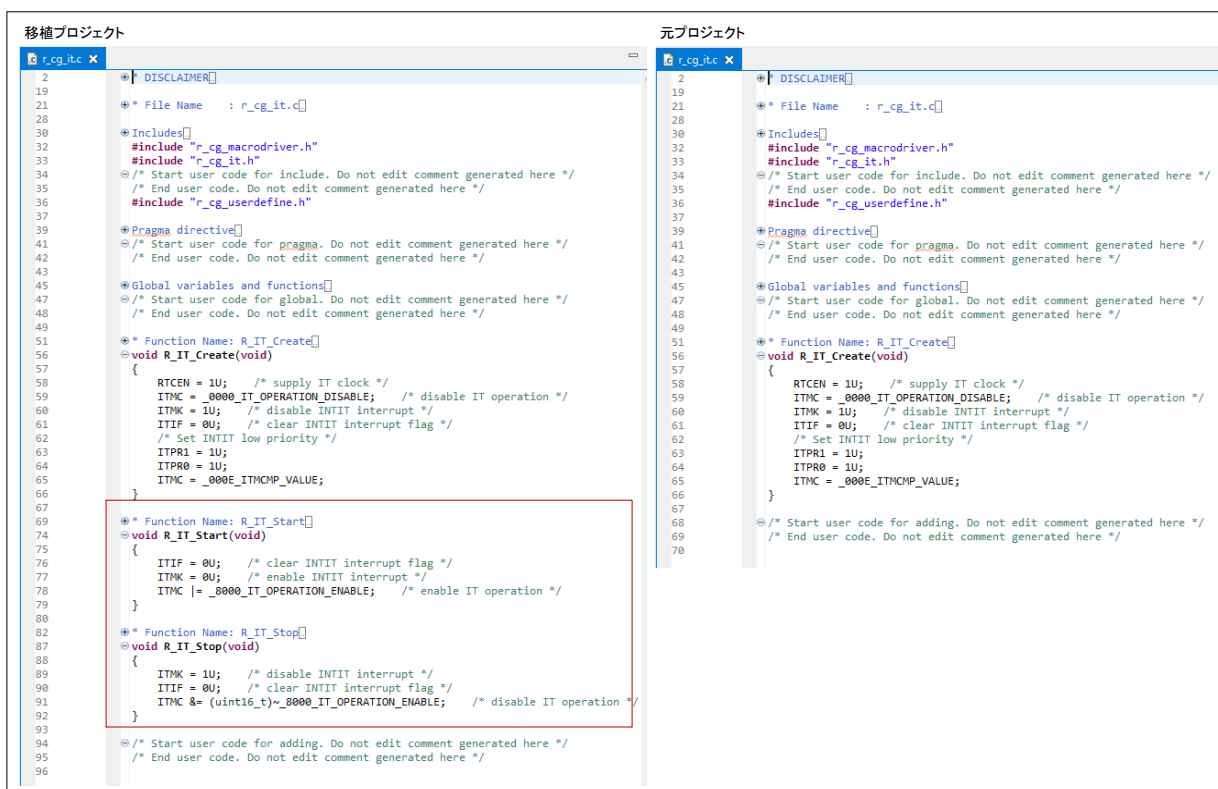 移植プロジェクト
r_cg_it.c
2 * DISCLAIMER
19
21 * File Name    : r_cg_it.c
28
30 Includes
32 #include "r_cg_macrodriver.h"
33 #include "r_cg_it.h"
34 /* Start user code for include. Do not edit comment generated here */
35 /* End user code. Do not edit comment generated here */
36 #include "r_cg_userdefine.h"
37
39 Pragma directive
41 /* Start user code for pragma. Do not edit comment generated here */
42 /* End user code. Do not edit comment generated here */
43
45 Global variables and functions
47 /* Start user code for global. Do not edit comment generated here */
48 /* End user code. Do not edit comment generated here */
49
51 * Function Name: R_IT_Create
56 void R_IT_Create(void)
57 {
58     RTCEN = 1U;    /* supply IT clock */
59     ITMC = _0000_IT_OPERATION_DISABLE;    /* disable IT operation */
60     ITMK = 1U;    /* disable INTIT interrupt */
61     ITIF = 0U;    /* clear INTIT interrupt flag */
62     /* Set INTIT low priority */
63     ITPR1 = 1U;
64     ITPR0 = 1U;
65     ITMC = _000E_ITMCMP_VALUE;
66 }
67
69 * Function Name: R_IT_Start
74 void R_IT_Start(void)
75 {
76     ITIF = 0U;    /* clear INTIT interrupt flag */
77     ITMK = 0U;    /* enable INTIT interrupt */
78     ITMC |= _8000_IT_OPERATION_ENABLE;    /* enable IT operation */
79 }
80
82 * Function Name: R_IT_Stop
87 void R_IT_Stop(void)
88 {
89     ITMK = 1U;    /* disable INTIT interrupt */
90     ITIF = 0U;    /* clear INTIT interrupt flag */
91     ITMC &= (uint16_t)~_8000_IT_OPERATION_ENABLE;    /* disable IT operation */
92 }
93
94 /* Start user code for adding. Do not edit comment generated here */
95 /* End user code. Do not edit comment generated here */
96
元プロジェクト
r_cg_it.c
2 * DISCLAIMER
19
21 * File Name    : r_cg_it.c
28
30 Includes
32 #include "r_cg_macrodriver.h"
33 #include "r_cg_it.h"
34 /* Start user code for include. Do not edit comment generated here */
35 /* End user code. Do not edit comment generated here */
36 #include "r_cg_userdefine.h"
37
39 Pragma directive
41 /* Start user code for pragma. Do not edit comment generated here */
42 /* End user code. Do not edit comment generated here */
43
45 Global variables and functions
47 /* Start user code for global. Do not edit comment generated here */
48 /* End user code. Do not edit comment generated here */
49
51 * Function Name: R_IT_Create
56 void R_IT_Create(void)
57 {
58     RTCEN = 1U;    /* supply IT clock */
59     ITMC = _0000_IT_OPERATION_DISABLE;    /* disable IT operation */
60     ITMK = 1U;    /* disable INTIT interrupt */
61     ITIF = 0U;    /* clear INTIT interrupt flag */
62     /* Set INTIT low priority */
63     ITPR1 = 1U;
64     ITPR0 = 1U;
65     ITMC = _000E_ITMCMP_VALUE;
66 }
67
68 /* Start user code for adding. Do not edit comment generated here */
69 /* End user code. Do not edit comment generated here */
70